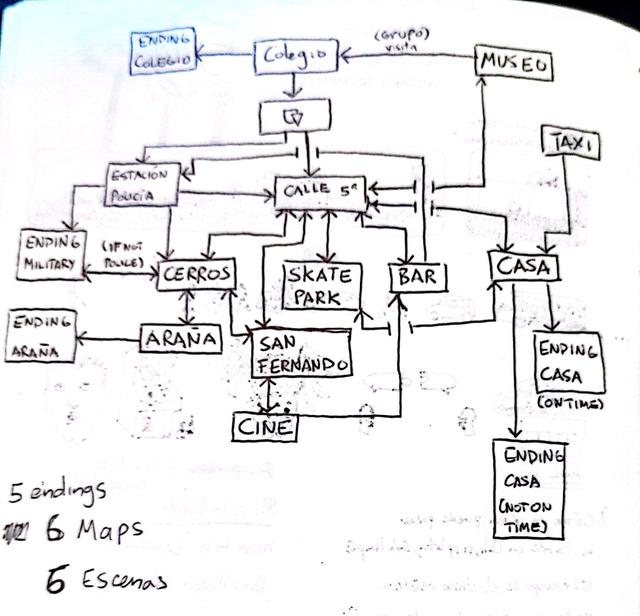 ENDING
COLEGIO
Colegio
(GRUPO)
visita
MUSEO
TAXI
ESTACIÓN
POLICÍA
CALLE 5ª
ENDING
MILITARY
(IF NOT
POLICE)
CERROS
SKATE
PARK
BAR
CASA
ENDING
ARAÑA
ARAÑA
SAN
FERNANDO
ENDING
CASA
(ON TIME)
CINE
ENDING
CASA
(NOT ON
TIME)
5 endings
6 Maps
6 Escenas